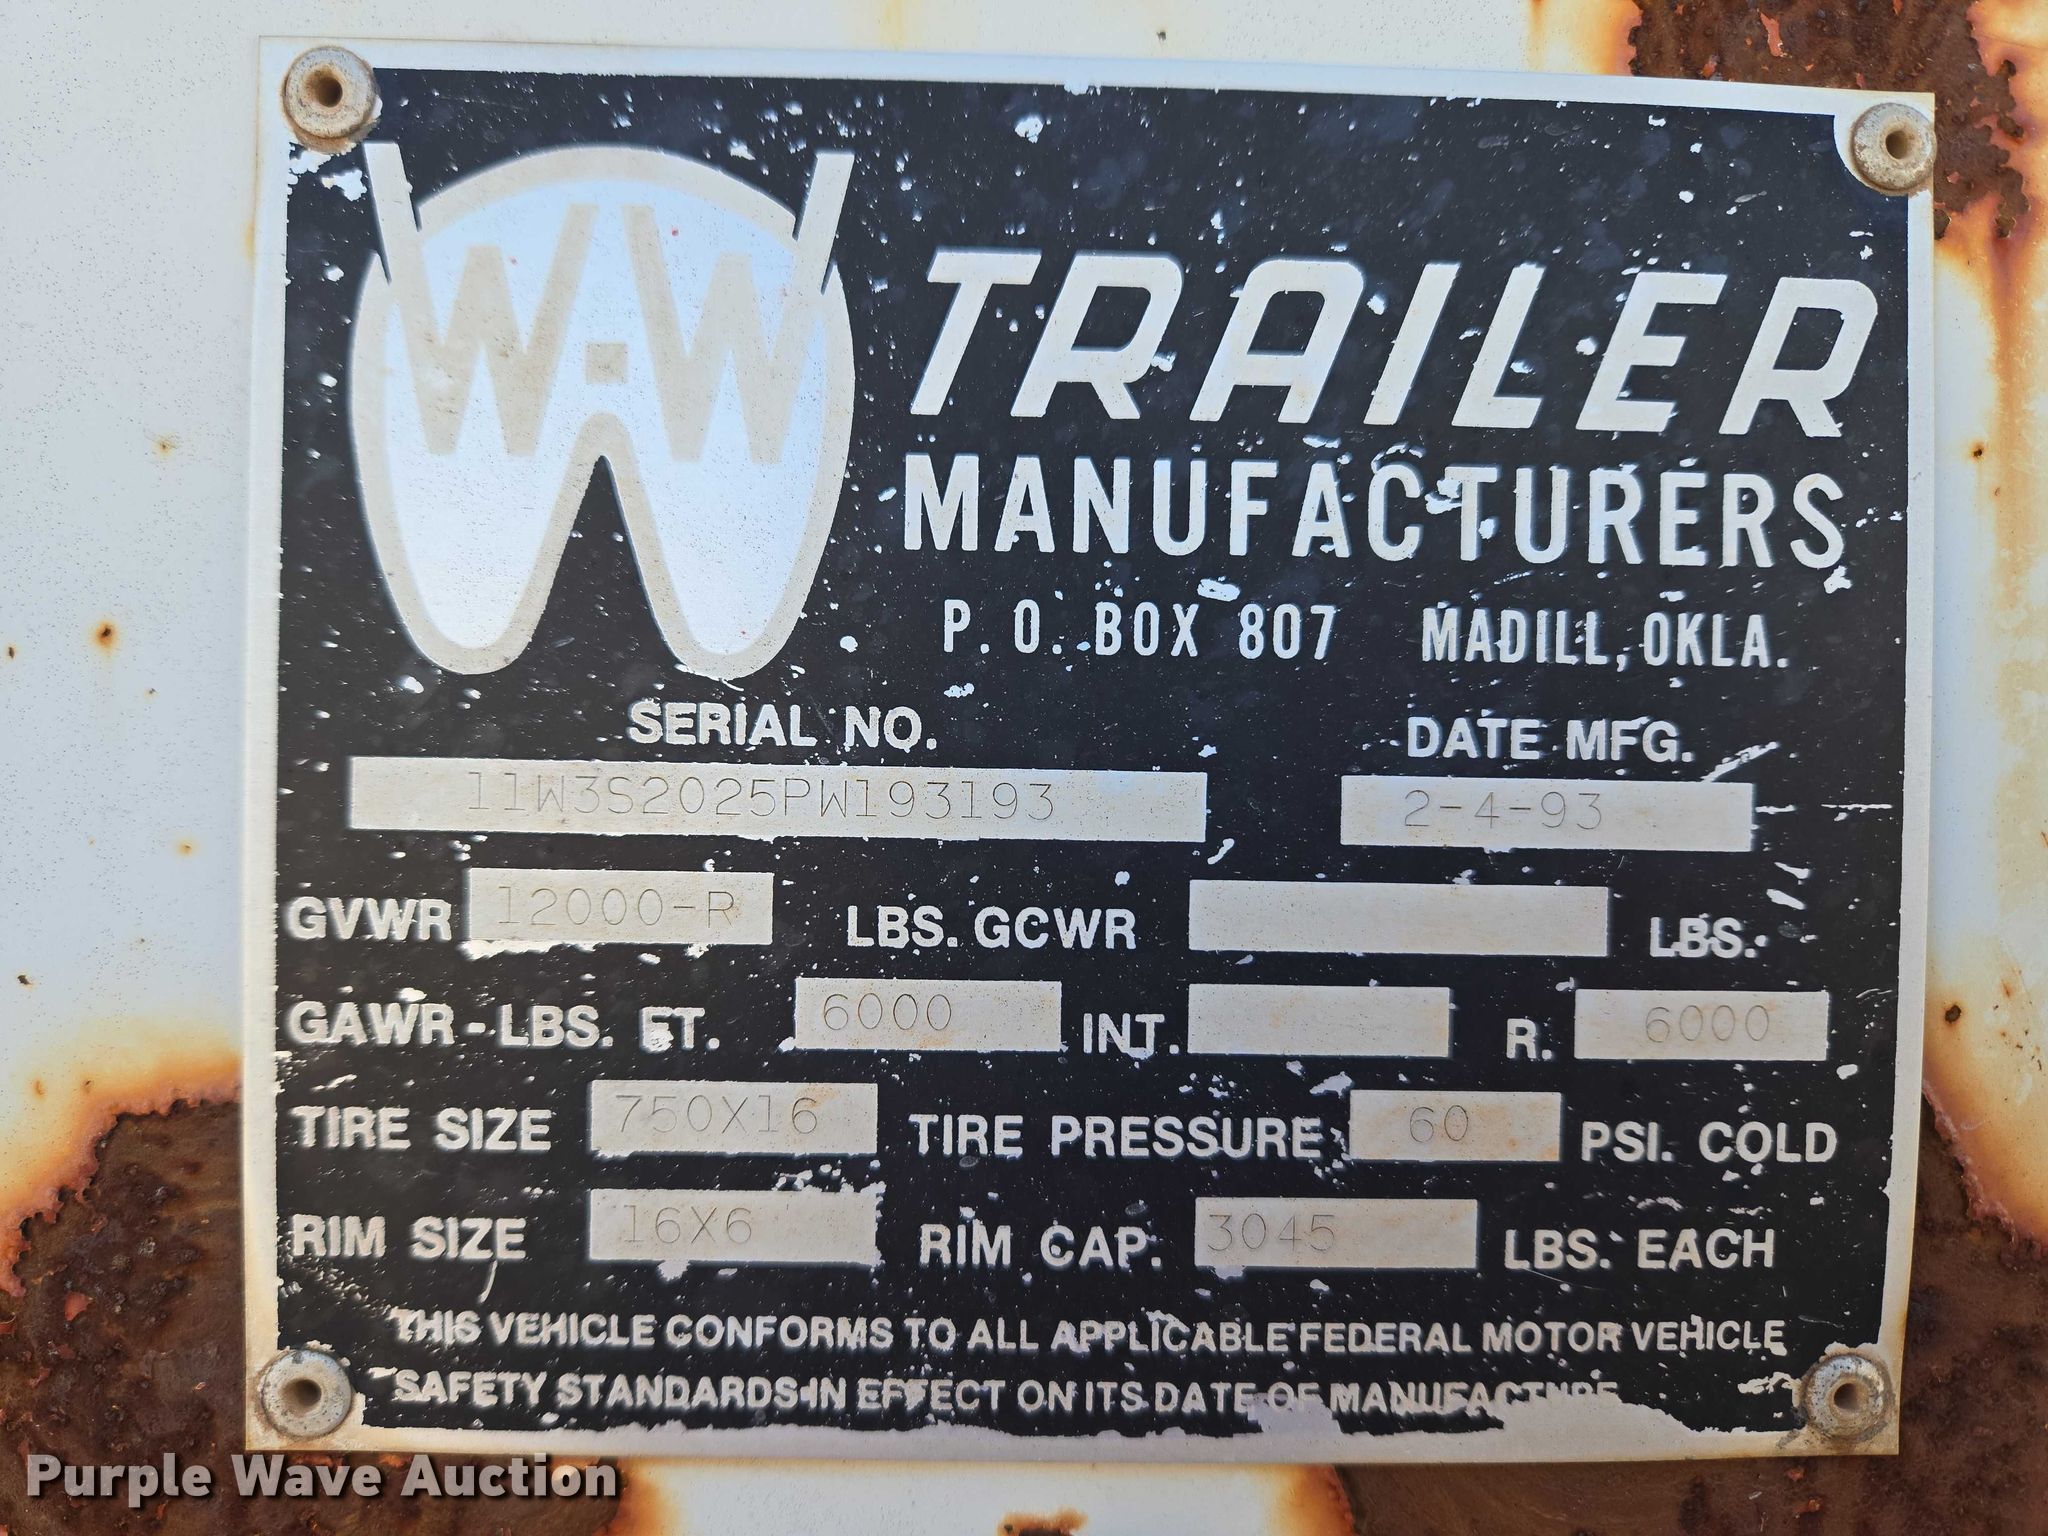 W-W TRAILER
MANUFACTURERS
P. O. BOX 807 MADILL, OKLA.
SERIAL NO. DATE MFG.
11W3S2025PW193193 2-4-93
GVWR 12000-R LBS. GCWR LBS.
GAWR-LBS. FT. 6000 INT. R. 6000
TIRE SIZE 750X16 TIRE PRESSURE 60 PSI. COLD
RIM SIZE 16X6 RIM CAP. 3045 LBS. EACH
THIS VEHICLE CONFORMS TO ALL APPLICABLE FEDERAL MOTOR VEHICLE
SAFETY STANDARDS IN EFFECT ON ITS DATE OF MANUFACTURE
Purple Wave Auction